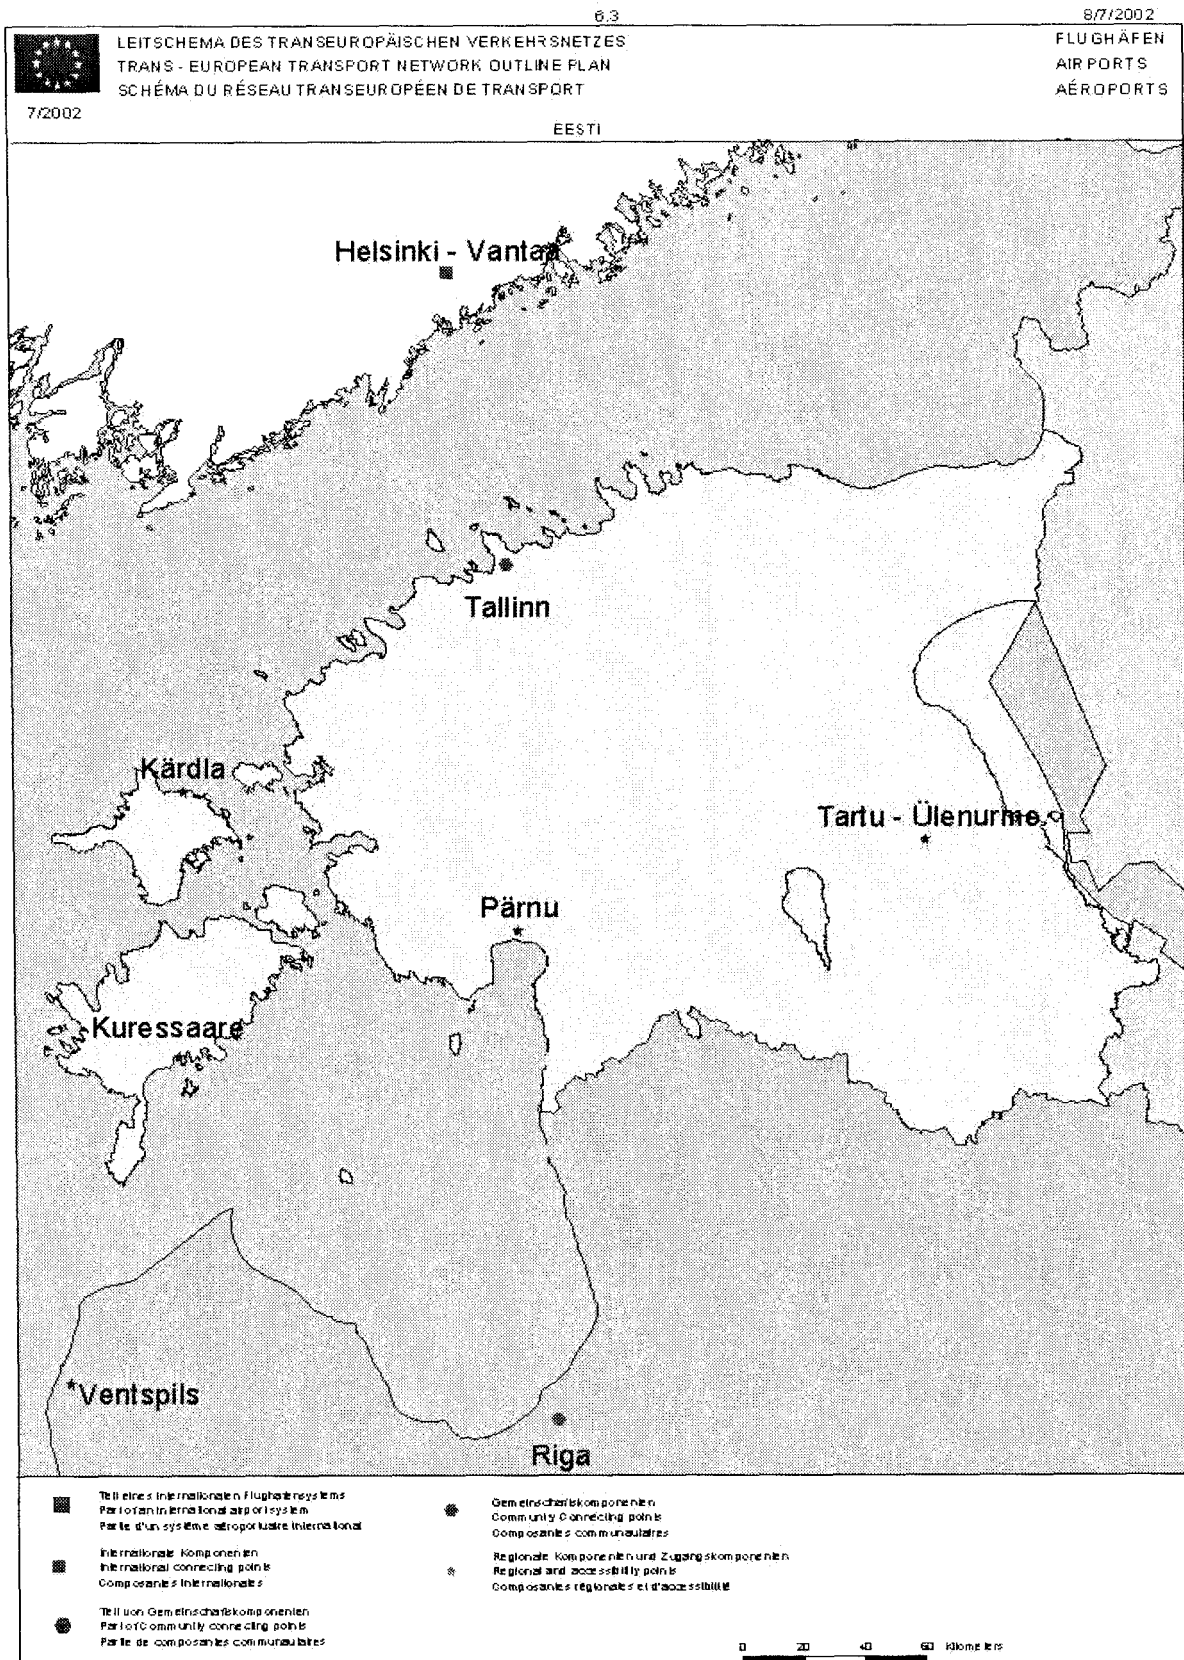 6.3
8/7/2002
LEITSCHEMA DES TRANSEUROPÄISCHEN VERKEHRSNETZES
TRANS - EUROPEAN TRANSPORT NETWORK OUTLINE PLAN
SCHÉMA DU RÉSEAU TRANSEUROPÉEN DE TRANSPORT
FLUGHÄFEN
AIRPORTS
AÉROPORTS
7/2002
EESTI
Helsinki - Vantaa
Tallinn
Kärdla
Tartu - Ülenurme
Pärnu
Kuressaare
Ventspils
Riga
Teil eines Internationalen Flughafensystems
Part of an International airport system
Partie d'un système aéroportuaire International
Internationale Komponenten
International connecting points
Composantes Internationales
Teil von Gemeinschaftskomponenten
Part of Community connecting points
Partie de composantes communautaires
Gemeinschaftskomponenten
Community Connecting points
Composantes communautaires
Regionale Komponenten und Zugangskomponenten
Regional and accessibility points
Composantes régionales et d'accessibilité
0 20 40 60 Kilometers